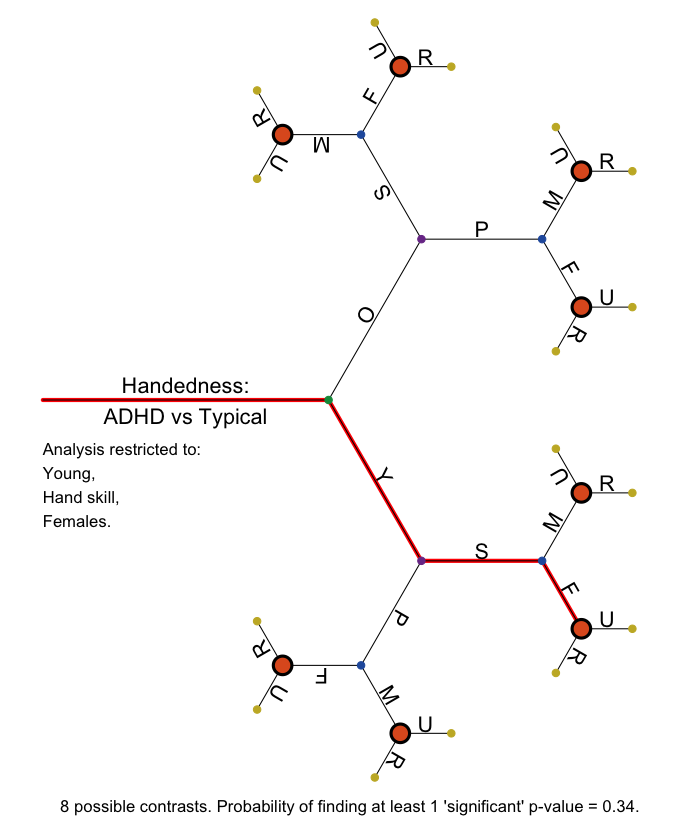 U
R
F
R
M
U
S
U
R
M
P
F
U
R
O
Handedness:
ADHD vs Typical
Analysis restricted to:
Young,
Hand skill,
Females.
Y
U
R
M
S
F
U
R
P
R
F
U
M
U
R
8 possible contrasts. Probability of finding at least 1 'significant' p-value = 0.34.